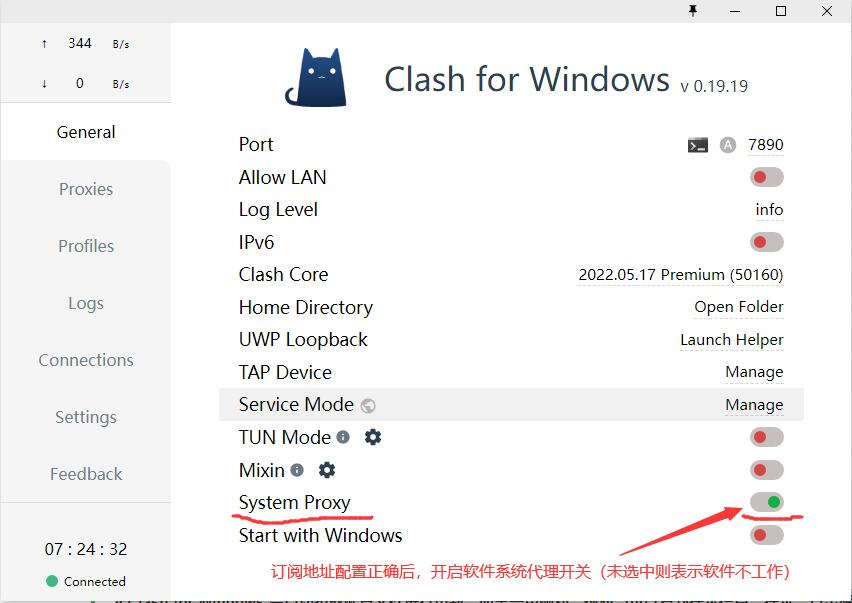 ↑ 344 B/s
↓ 0 B/s
General
Proxies
Profiles
Logs
Connections
Settings
Feedback
07 : 24 : 32
Connected
Clash for Windows v 0.19.19
Port A 7890
Allow LAN
Log Level info
IPv6
Clash Core 2022.05.17 Premium (50160)
Home Directory Open Folder
UWP Loopback Launch Helper
TAP Device Manage
Service Mode Manage
TUN Mode
Mixin
System Proxy
Start with Windows
订阅地址配置正确后，开启软件系统代理开关（未选中则表示软件不工作）